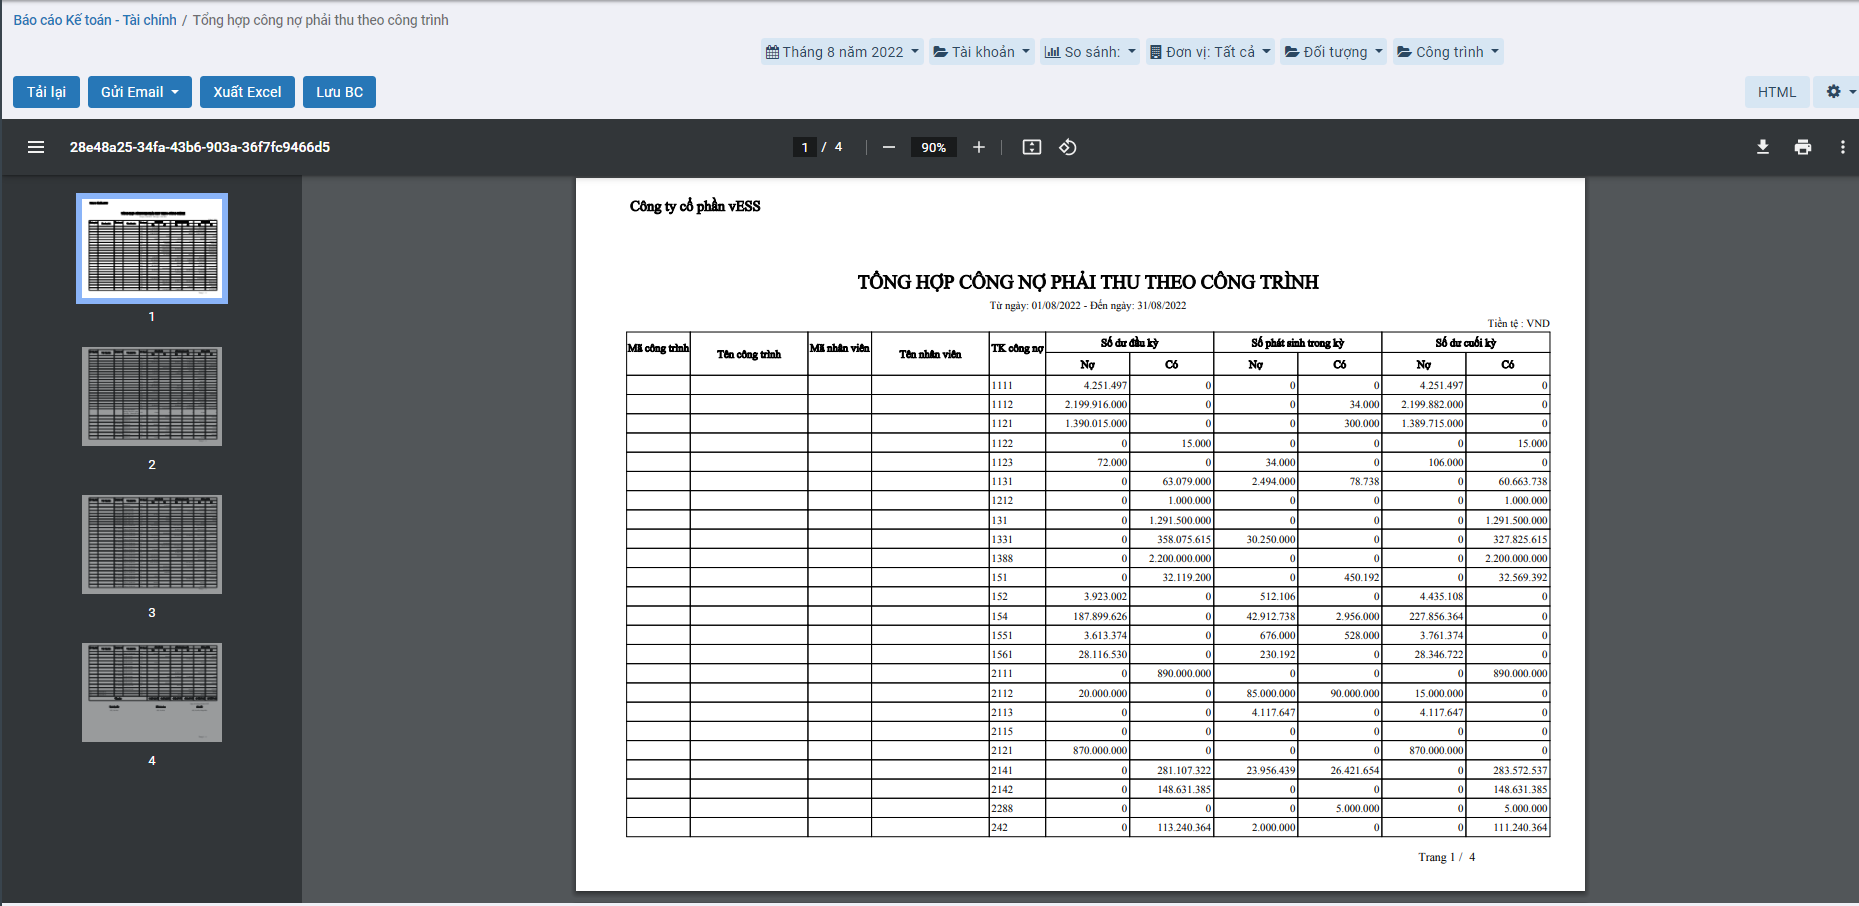 Báo cáo Kế toán - Tài chính / Tổng hợp công nợ phải thu theo công trình
Tháng 8 năm 2022 Tài khoản So sánh: Đơn vị: Tất cả Đối tượng Công trình
Tải lại Gửi Email Xuất Excel Lưu BC HTML
28e48a25-34fa-43b6-903a-36f7fc9466d5 1 / 4 90%
1
2
3
4
Công ty cổ phần vESS
TỔNG HỢP CÔNG NỢ PHẢI THU THEO CÔNG TRÌNH
Từ ngày: 01/08/2022 - Đến ngày: 31/08/2022
Tiền tệ : VND
Mã công trình Tên công trình Mã nhân viên Tên nhân viên TK công nợ Số dư đầu kỳ Số phát sinh trong kỳ Số dư cuối kỳ
Nợ Có Nợ Có Nợ Có
1111 4.251.497 0 0 0 4.251.497 0
1112 2.199.916.000 0 0 34.000 2.199.882.000 0
1121 1.390.015.000 0 0 300.000 1.389.715.000 0
1122 0 15.000 0 0 0 15.000
1123 72.000 0 34.000 0 106.000 0
1131 0 63.079.000 2.494.000 78.738 0 60.663.738
1212 0 1.000.000 0 0 0 1.000.000
131 0 1.291.500.000 0 0 0 1.291.500.000
1331 0 358.075.615 30.250.000 0 0 327.825.615
1388 0 2.200.000.000 0 0 0 2.200.000.000
151 0 32.119.200 0 450.192 0 32.569.392
152 3.923.002 0 512.106 0 4.435.108 0
154 187.899.626 0 42.912.738 2.956.000 227.856.364 0
1551 3.613.374 0 676.000 528.000 3.761.374 0
1561 28.116.530 0 230.192 0 28.346.722 0
2111 0 890.000.000 0 0 0 890.000.000
2112 20.000.000 0 85.000.000 90.000.000 15.000.000 0
2113 0 0 4.117.647 0 4.117.647 0
2115 0 0 0 0 0 0
2121 870.000.000 0 0 0 870.000.000 0
2141 0 281.107.322 23.956.439 26.421.654 0 283.572.537
2142 0 148.631.385 0 0 0 148.631.385
2288 0 0 0 5.000.000 0 5.000.000
242 0 113.240.364 2.000.000 0 0 111.240.364
Trang 1 / 4